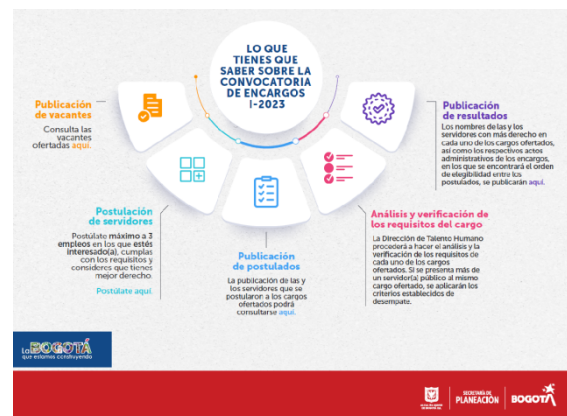 LO QUE
TIENES QUE
SABER SOBRE LA
CONVOCATORIA
DE ENCARGOS
I-2023
Publicación
de vacantes
Consulta las
vacantes
ofertadas aquí.
Postulación
de servidores
Postúlate máximo a 3
empleos en los que estés
interesado(a), cumplas
con los requisitos y
consideres que tienes
mejor derecho.
Postúlate aquí.
Publicación
de postulados
La publicación de las y
los servidores que se
postularon a los cargos
ofertados podrá
consultarse aquí.
Análisis y verificación de
los requisitos del cargo
La Dirección de Talento Humano
procederá a hacer el análisis y la
verificación de los requisitos de
cada uno de los cargos
ofertados. Si se presenta más de
un servidor(a) público al mismo
cargo ofertado, se aplicarán los
criterios establecidos de
desempate.
Publicación
de resultados
Los nombres de las y los
servidores con más derecho en
cada uno de los cargos ofertados,
así como los respectivos actos
administrativos de los encargos,
en los que se encontrará el orden
de elegibilidad entre los
postulados, se publicarán aquí.
La BOGOTÁ
que estamos construyendo
SECRETARÍA DE
PLANEACIÓN
BOGOTÁ